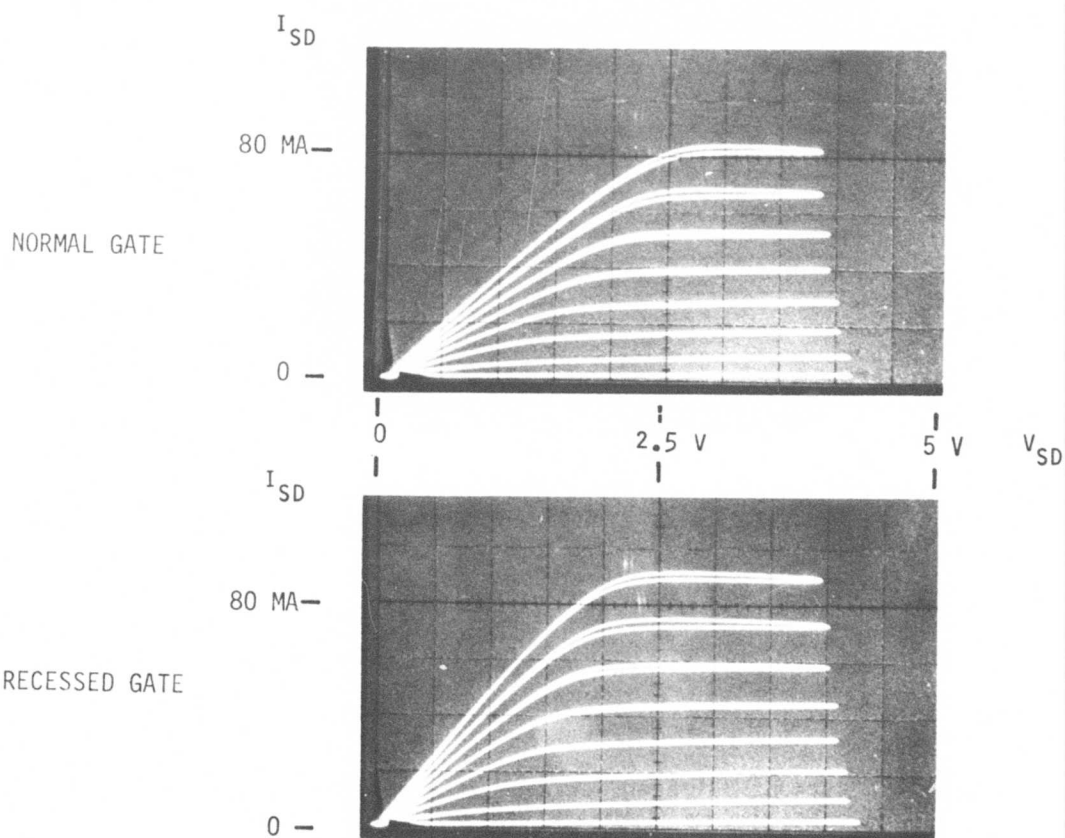 I SD
80 MA
NORMAL GATE
0
0 2.5 V 5 V V SD
I SD
80 MA
RECESSED GATE
0